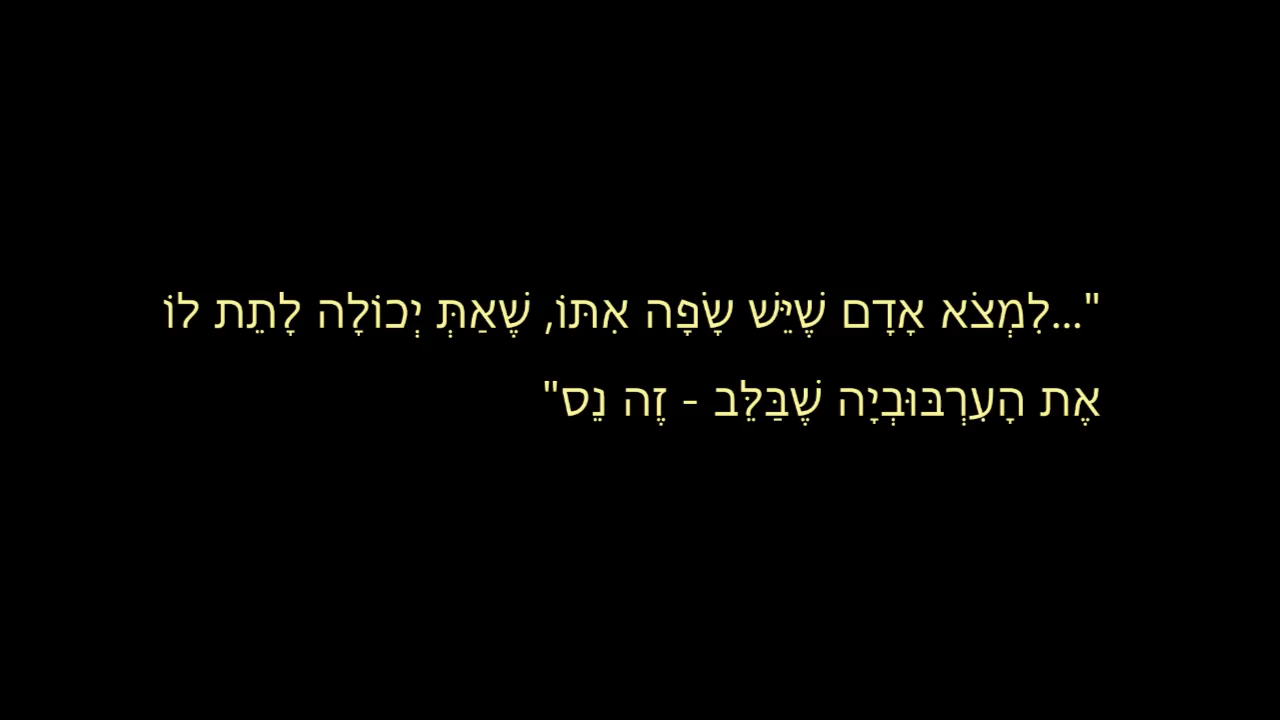 "...לִמְצֹא אָדָם שֶׁיֵּשׁ שָׂפָה אִתּוֹ, שֶׁאַתְּ יְכוֹלָה לָתֵת לוֹ
אֶת הָעִרְבּוּבְיָה שֶׁבַּלֵּב - זֶה נֵס"